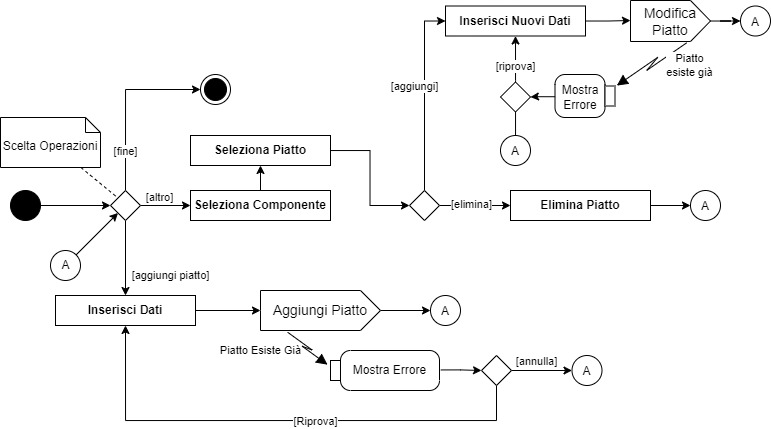 Inserisci Nuovi Dati
Modifica
Piatto
A
[riprova]
Piatto
esiste già
[aggiungi]
Mostra
Errore
A
Scelta Operazioni
[fine]
Seleziona Piatto
[altro]
Seleziona Componente
[elimina]
Elimina Piatto
A
A
[aggiungi piatto]
Inserisci Dati
Aggiungi Piatto
A
Piatto Esiste Già
Mostra Errore
[annulla]
A
[Riprova]